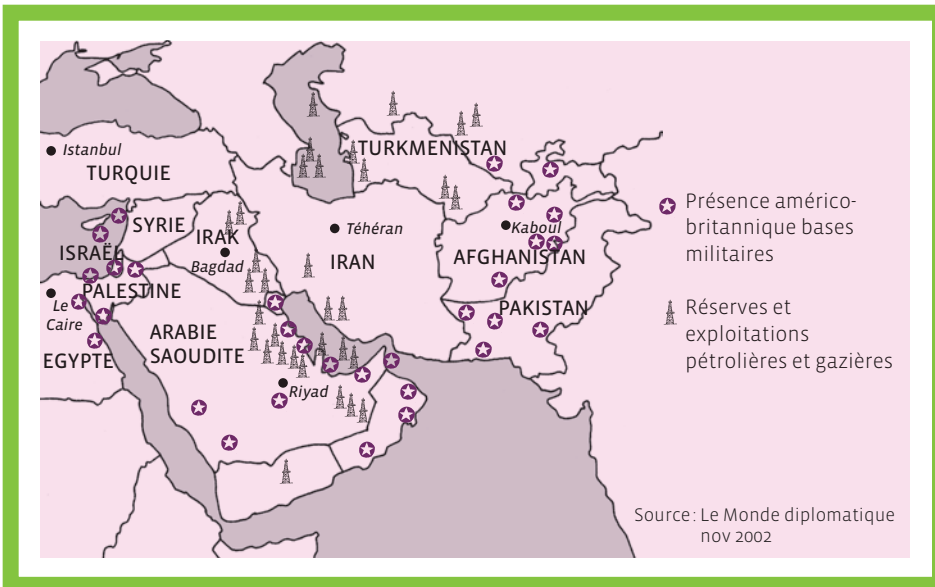 Istanbul
TURQUIE
TURKMENISTAN
SYRIE
IRAK
Téhéran
Kaboul
ISRAËL
Bagdad
IRAN
AFGHANISTAN
PALESTINE
Le
Caire
ARABIE
SAOUDITE
PAKISTAN
EGYPTE
Riyad
Présence américo-
britannique bases
militaires
Réserves et
exploitations
pétrolières et gazières
Source: Le Monde diplomatique
nov 2002